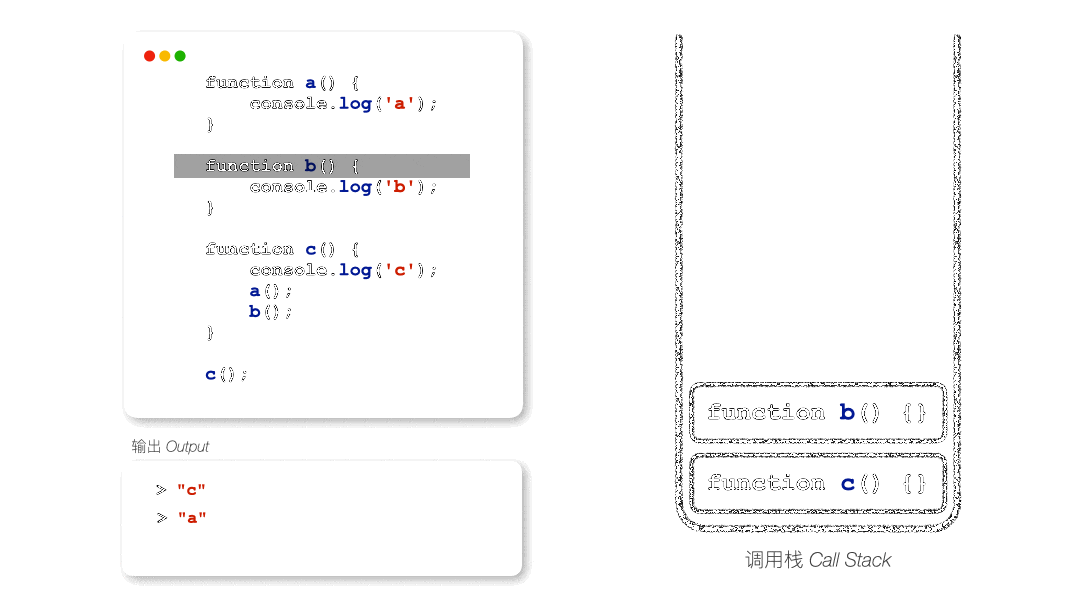 function a() {
    console.log('a');
}
function b() {
    console.log('b');
}
function c() {
    console.log('c');
    a();
    b();
}
c();
输出 Output
> "c"
> "a"
function b() {}
function c() {}
调用栈 Call Stack